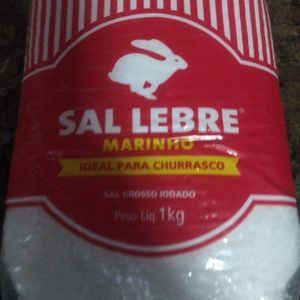 SAL LEBRE®
MARINHO
IDEAL PARA CHURRASCO
SAL GROSSO IODADO
Peso Líq. 1kg